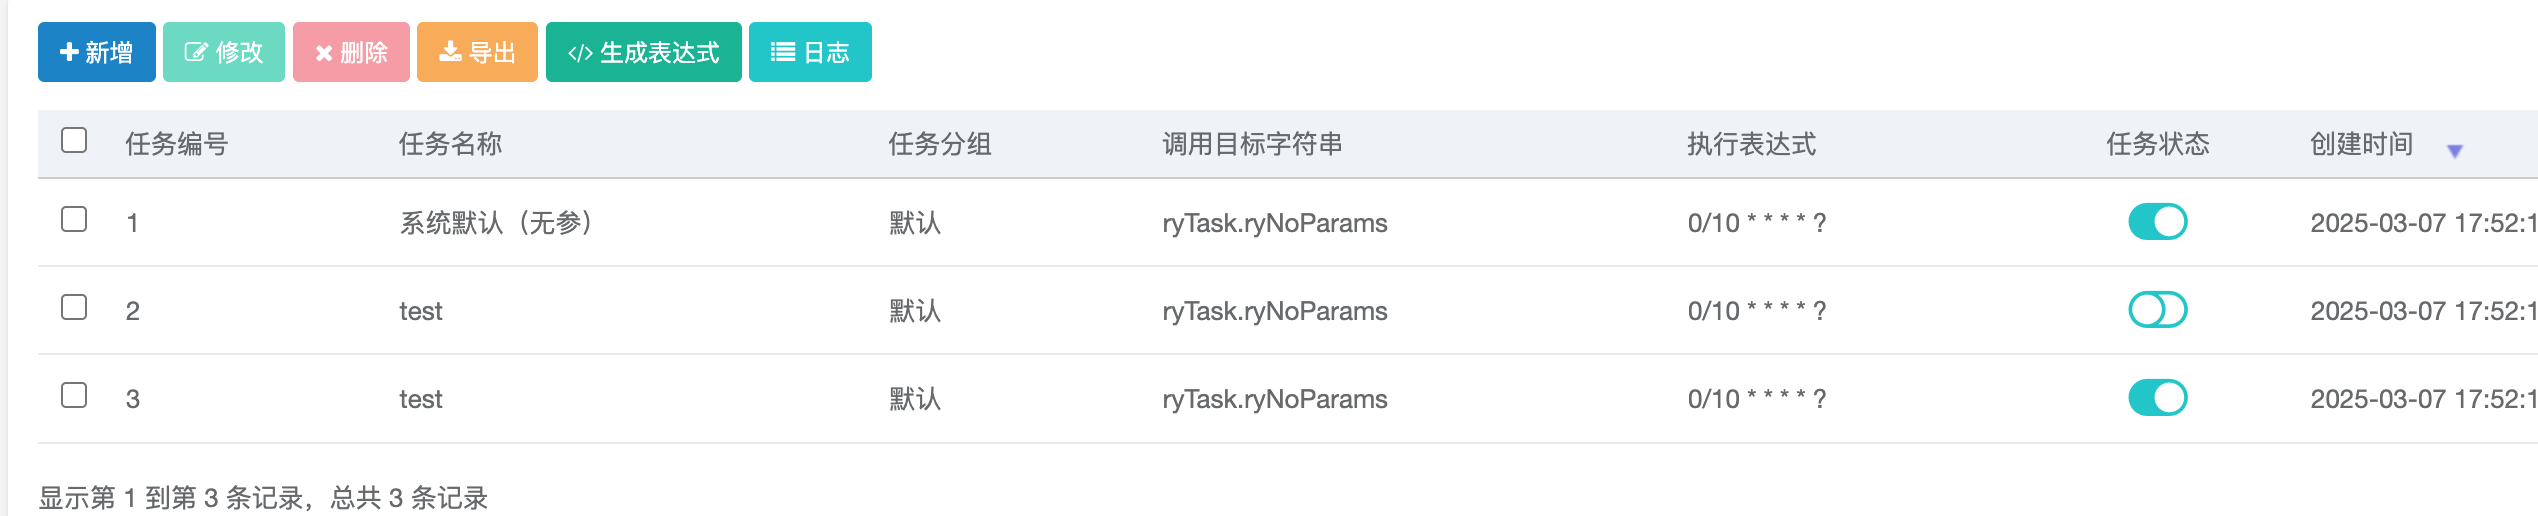 新增 修改 删除 导出 </> 生成表达式 日志
任务编号 任务名称 任务分组 调用目标字符串 执行表达式 任务状态 创建时间
1 系统默认（无参） 默认 ryTask.ryNoParams 0/10 * * * * ? 2025-03-07 17:52:1
2 test 默认 ryTask.ryNoParams 0/10 * * * * ? 2025-03-07 17:52:1
3 test 默认 ryTask.ryNoParams 0/10 * * * * ? 2025-03-07 17:52:1
显示第 1 到第 3 条记录，总共 3 条记录